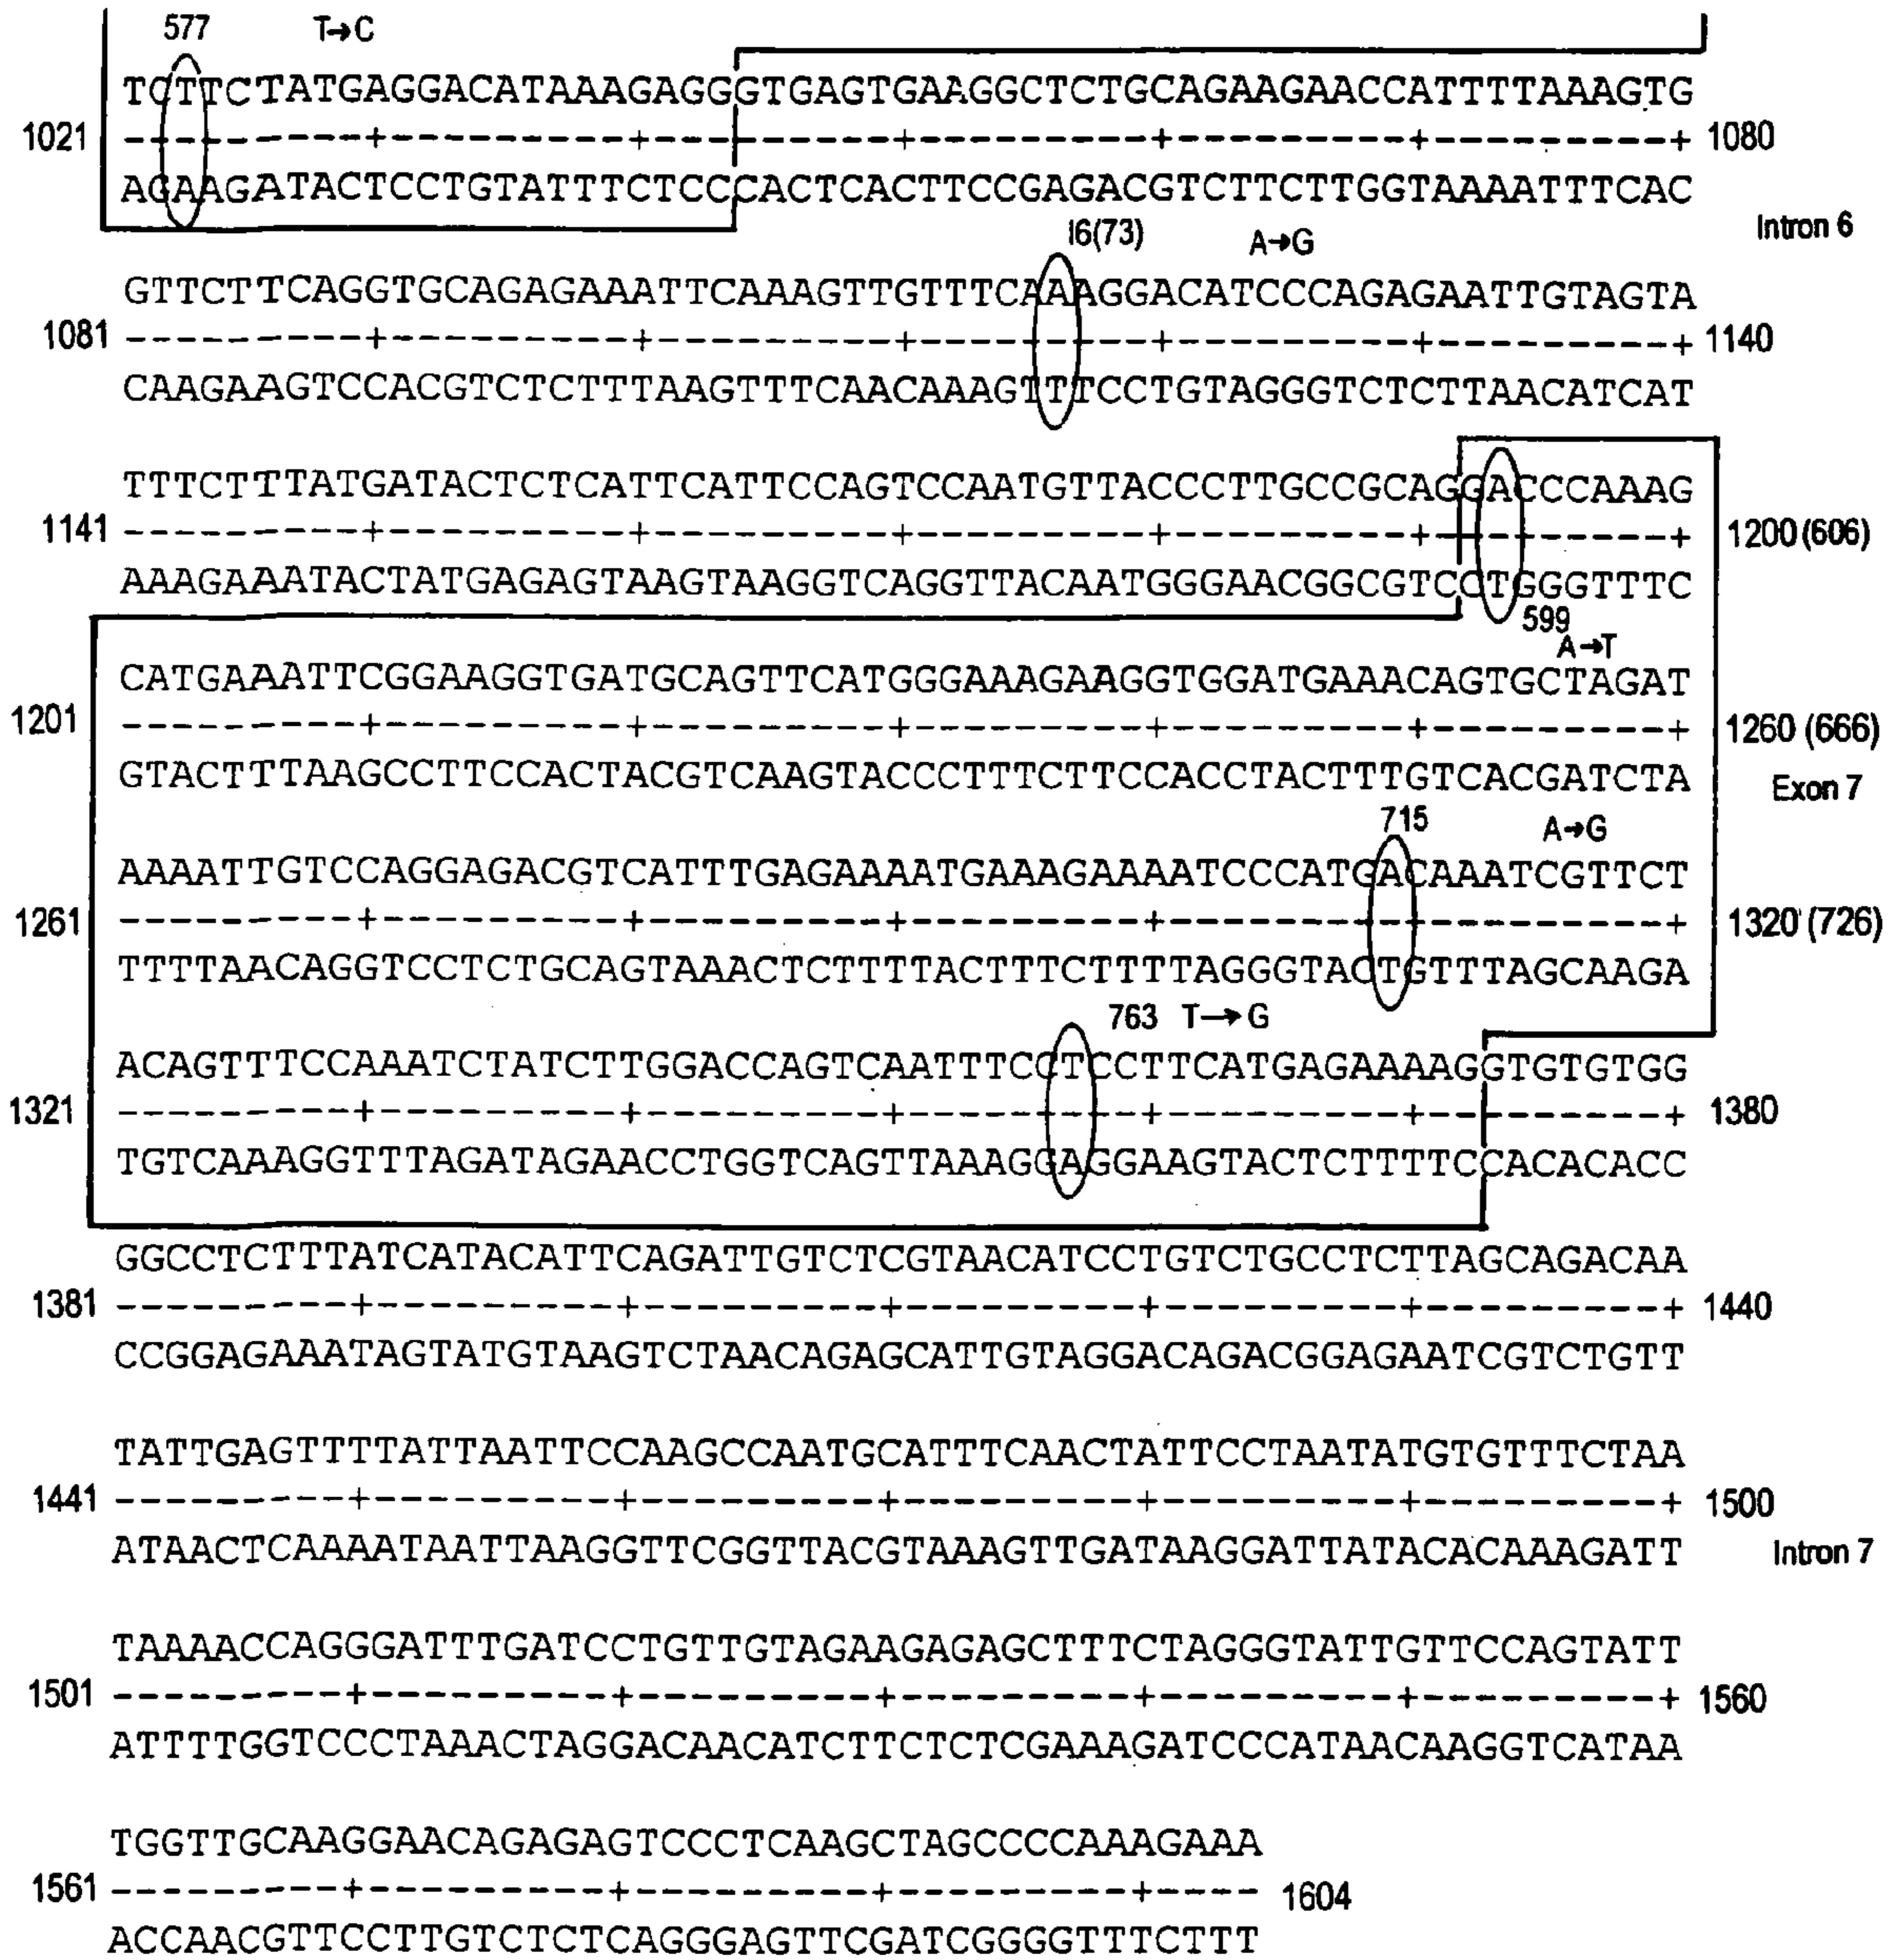 577 T→C
TCTTCTATGAGGACATAAAGAGGGTGAGTGAAGGCTCTGCAGAAGAACCATTTTAAAGTG
1021 ---------+---------+---------+---------+---------+---------+ 1080
AGAAGATACTCCTGTATTTCTCCCACTCACTTCCGAGACGTCTTCTTGGTAAAATTTCAC
Intron 6
I6(73) A→G
GTTCTTCAGGTGCAGAGAAATTCAAAGTTGTTTCAAAGGACATCCCAGAGAATTGTAGTA
1081 ---------+---------+---------+---------+---------+---------+ 1140
CAAGAAGTCCACGTCTCTTTAAGTTTCAACAAAGTTTCCTGTAGGGTCTCTTAACATCAT
TTTCTTTATGATACTCTCATTCATTCCAGTCCAATGTTACCCTTGCCGCAGGACCCAAAG
1141 ---------+---------+---------+---------+---------+---------+ 1200 (606)
AAAGAAATACTATGAGAGTAAGTAAGGTCAGGTTACAATGGGAACGGCGTCCTGGGTTTC
599
A→T
CATGAAATTCGGAAGGTGATGCAGTTCATGGGAAAGAAGGTGGATGAAACAGTGCTAGAT
1201 ---------+---------+---------+---------+---------+---------+ 1260 (666)
GTACTTTAAGCCTTCCACTACGTCAAGTACCCTTTCTTCCACCTACTTTGTCACGATCTA
Exon 7
715 A→G
AAAATTGTCCAGGAGACGTCATTTGAGAAAATGAAAGAAAATCCCATGACAAATCGTTCT
1261 ---------+---------+---------+---------+---------+---------+ 1320 (726)
TTTTAACAGGTCCTCTGCAGTAAACTCTTTTACTTTCTTTTAGGGTACTGTTTAGCAAGA
763 T→G
ACAGTTTCCAAATCTATCTTGGACCAGTCAATTTCCTCCTTCATGAGAAAAGGTGTGTGG
1321 ---------+---------+---------+---------+---------+---------+ 1380
TGTCAAAGGTTTAGATAGAACCTGGTCAGTTAAAGGAGGAAGTACTCTTTTCCACACACC
GGCCTCTTTATCATACATTCAGATTGTCTCGTAACATCCTGTCTGCCTCTTAGCAGACAA
1381 ---------+---------+---------+---------+---------+---------+ 1440
CCGGAGAAATAGTATGTAAGTCTAACAGAGCATTGTAGGACAGACGGAGAATCGTCTGTT
TATTGAGTTTTATTAATTCCAAGCCAATGCATTTCAACTATTCCTAATATGTGTTTCTAA
1441 ---------+---------+---------+---------+---------+---------+ 1500
ATAACTCAAAATAATTAAGGTTCGGTTACGTAAAGTTGATAAGGATTATACACAAAGATT
Intron 7
TAAAACCAGGGATTTGATCCTGTTGTAGAAGAGAGCTTTCTAGGGTATTGTTCCAGTATT
1501 ---------+---------+---------+---------+---------+---------+ 1560
ATTTTGGTCCCTAAACTAGGACAACATCTTCTCTCGAAAGATCCCATAACAAGGTCATAA
TGGTTGCAAGGAACAGAGAGTCCCTCAAGCTAGCCCCAAAGAAA
1561 ---------+---------+---------+---------+---- 1604
ACCAACGTTCCTTGTCTCTCAGGGAGTTCGATCGGGGTTTCTTT